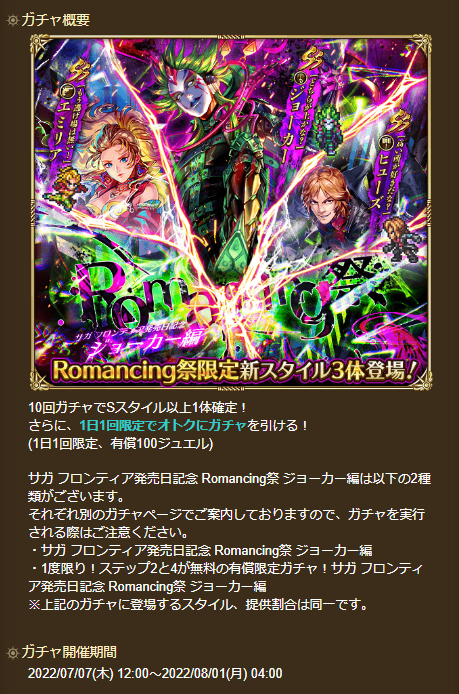 ガチャ概要
SS
「もう逃げ場は無いわ!」
エミリア
SS
ジョーカー
SS
ヒューズ
Romancing祭
サガ フロンティア発売日記念
ジョーカー編
Romancing祭限定新スタイル3体登場!
10回ガチャでSスタイル以上1体確定!
さらに、1日1回限定でオトクにガチャを引ける!
(1日1回限定、有償100ジュエル)
サガ フロンティア発売日記念 Romancing祭 ジョーカー編は以下の2種
類がございます。
それぞれ別のガチャページでご案内しておりますので、ガチャを実行
される際はご注意ください。
・サガ フロンティア発売日記念 Romancing祭 ジョーカー編
・1度限り!ステップ2と4が無料の有償限定ガチャ!サガ フロンティ
ア発売日記念 Romancing祭 ジョーカー編
※上記のガチャに登場するスタイル、提供割合は同一です。
ガチャ開催期間
2022/07/07(木) 12:00～2022/08/01(月) 04:00